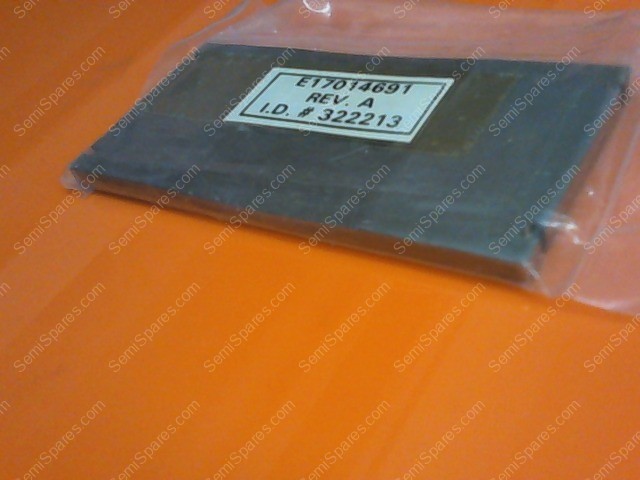 E17014691
REV. A
I.D. # 322213
SemiSpares.com